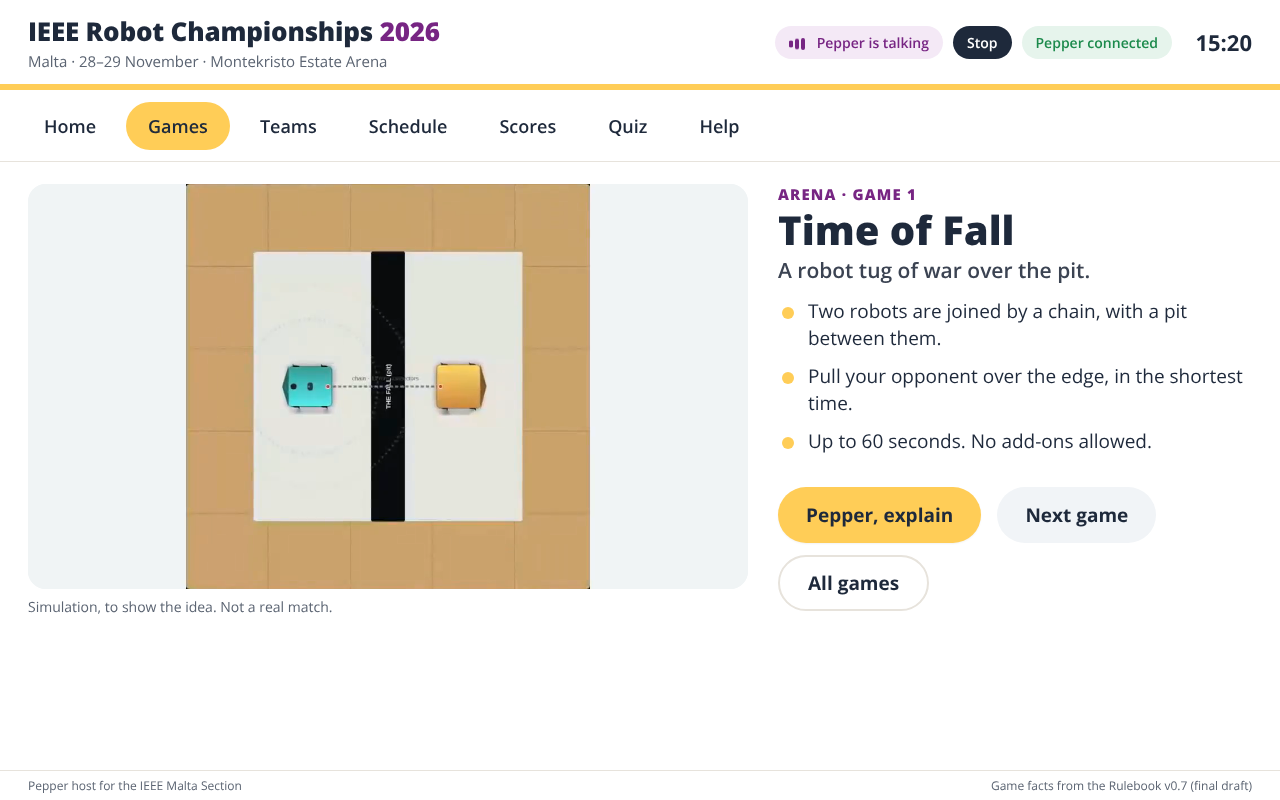 IEEE Robot Championships 2026
Malta · 28–29 November · Montekristo Estate Arena
Pepper is talking
Stop
Pepper connected
15:20
Home
Games
Teams
Schedule
Scores
Quiz
Help
THE FALL (pit)
Simulation, to show the idea. Not a real match.
ARENA · GAME 1
Time of Fall
A robot tug of war over the pit.
Two robots are joined by a chain, with a pit
between them.
Pull your opponent over the edge, in the shortest
time.
Up to 60 seconds. No add-ons allowed.
Pepper, explain
Next game
All games
Pepper host for the IEEE Malta Section
Game facts from the Rulebook v0.7 (final draft)